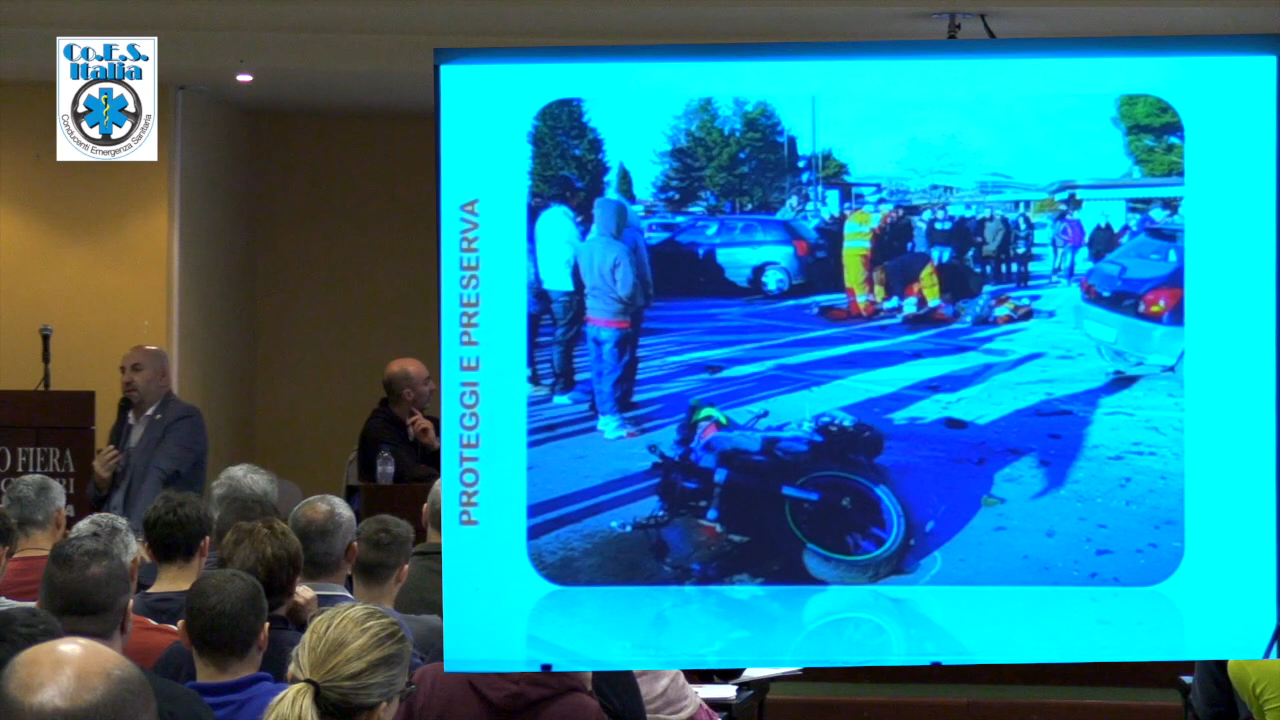 Co.E.S.
Italia
Conducenti Emergenza Sanitaria
PROTEGGI E PRESERVA
O FIERA